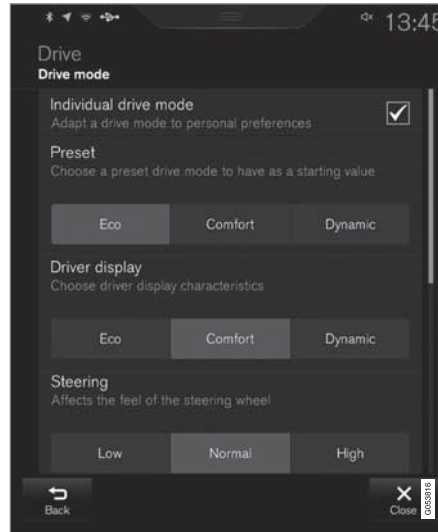 13:45
Drive
Drive mode
Individual drive mode
Adapt a drive mode to personal preferences
Preset
Choose a preset drive mode to have as a starting value
Eco Comfort Dynamic
Driver display
Choose driver display characteristics
Eco Comfort Dynamic
Steering
Affects the feel of the steering wheel
Low Normal High
Back
Close
G053816